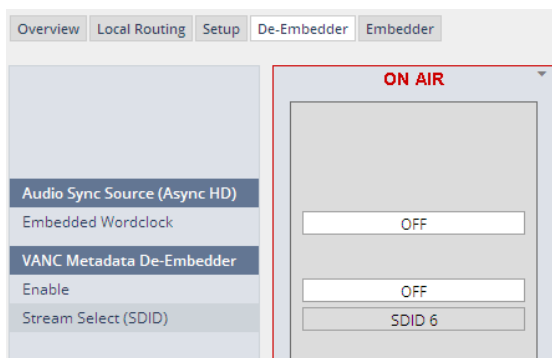 Overview Local Routing Setup De-Embedder Embedder
ON AIR
Audio Sync Source (Async HD)
Embedded Wordclock OFF
VANC Metadata De-Embedder
Enable OFF
Stream Select (SDID) SDID 6